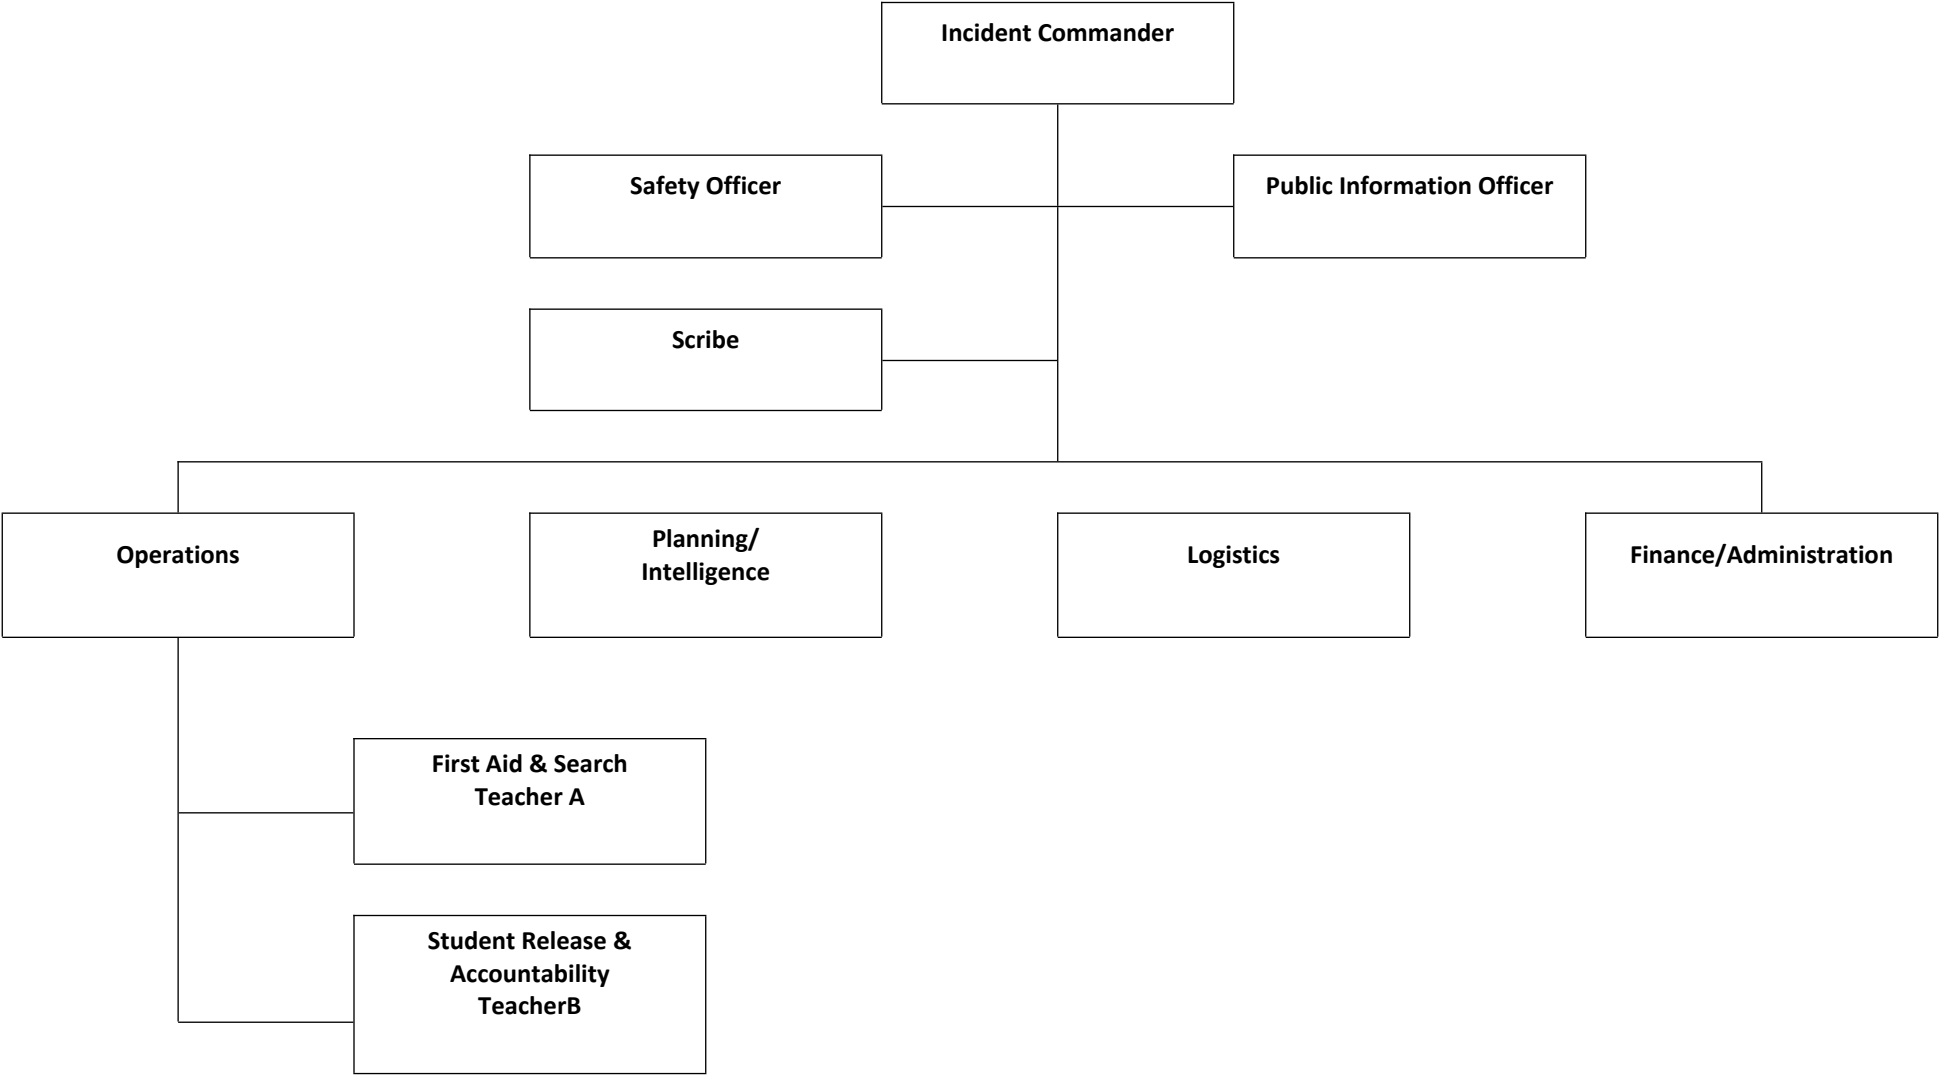 Incident Commander
Safety Officer
Public Information Officer
Scribe
Operations
Planning/
Intelligence
Logistics
Finance/Administration
First Aid & Search
Teacher A
Student Release &
Accountability
TeacherB